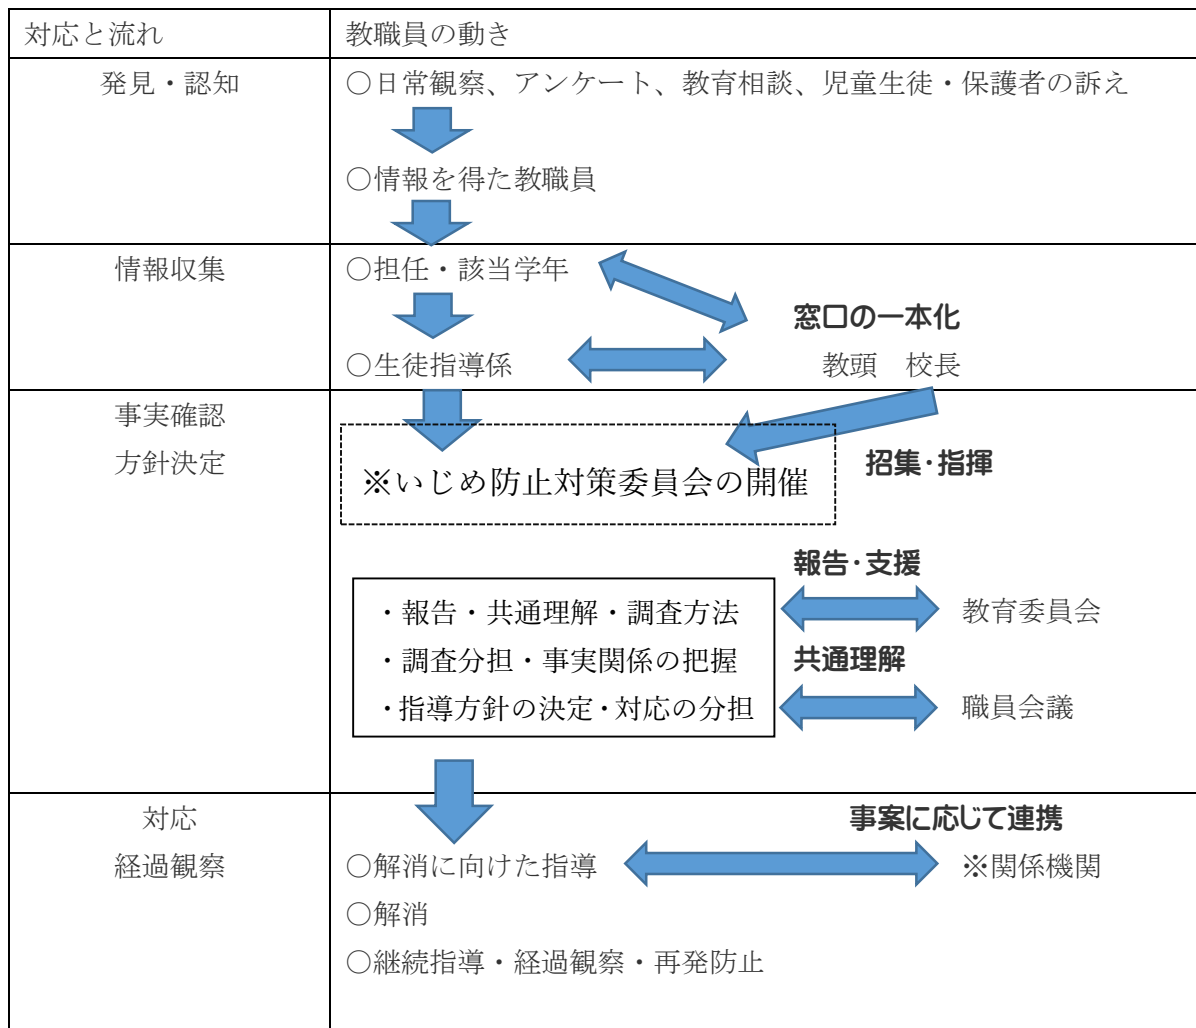 対応と流れ
教職員の動き
発見・認知
○日常観察、アンケート、教育相談、児童生徒・保護者の訴え
○情報を得た教職員
情報収集
○担任・該当学年
窓口の一本化
○生徒指導係
教頭　校長
事実確認
方針決定
※いじめ防止対策委員会の開催
招集・指揮
報告・支援
・報告・共通理解・調査方法
教育委員会
・調査分担・事実関係の把握
共通理解
・指導方針の決定・対応の分担
職員会議
対応
経過観察
事案に応じて連携
○解消に向けた指導
※関係機関
○解消
○継続指導・経過観察・再発防止